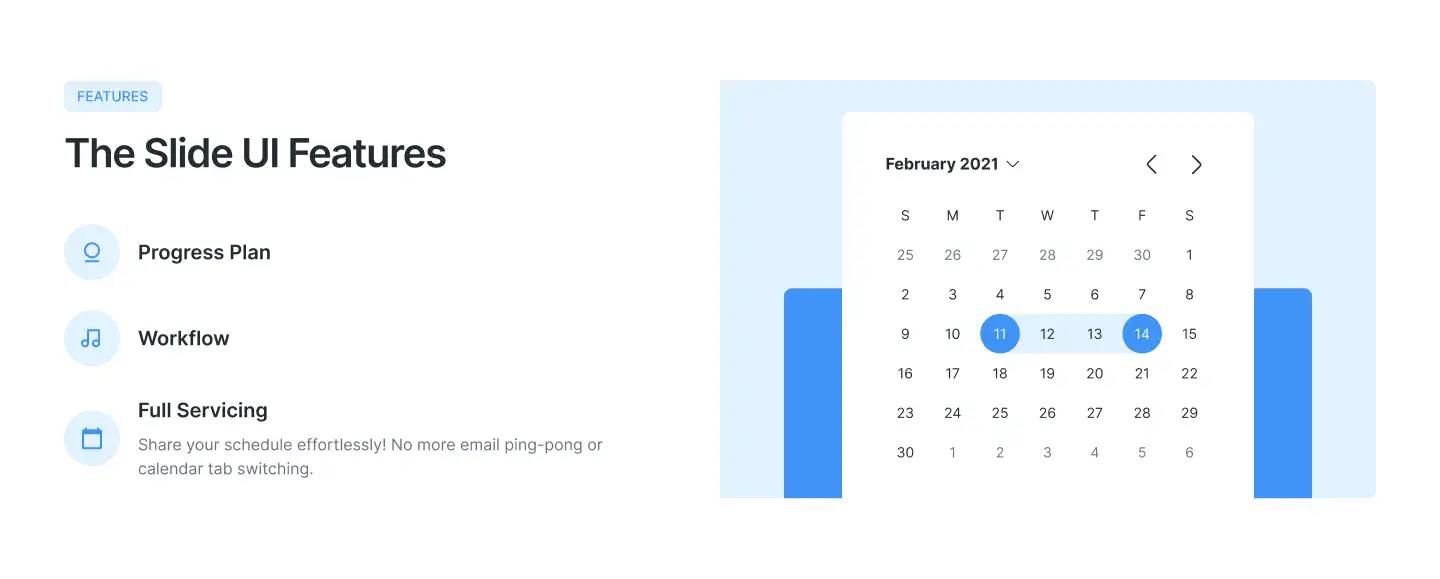 FEATURES
The Slide UI Features
Progress Plan
Workflow
Full Servicing
Share your schedule effortlessly! No more email ping-pong or
calendar tab switching.
February 2021
S M T W T F S
25 26 27 28 29 30 1
2 3 4 5 6 7 8
9 10 11 12 13 14 15
16 17 18 19 20 21 22
23 24 25 26 27 28 29
30 1 2 3 4 5 6